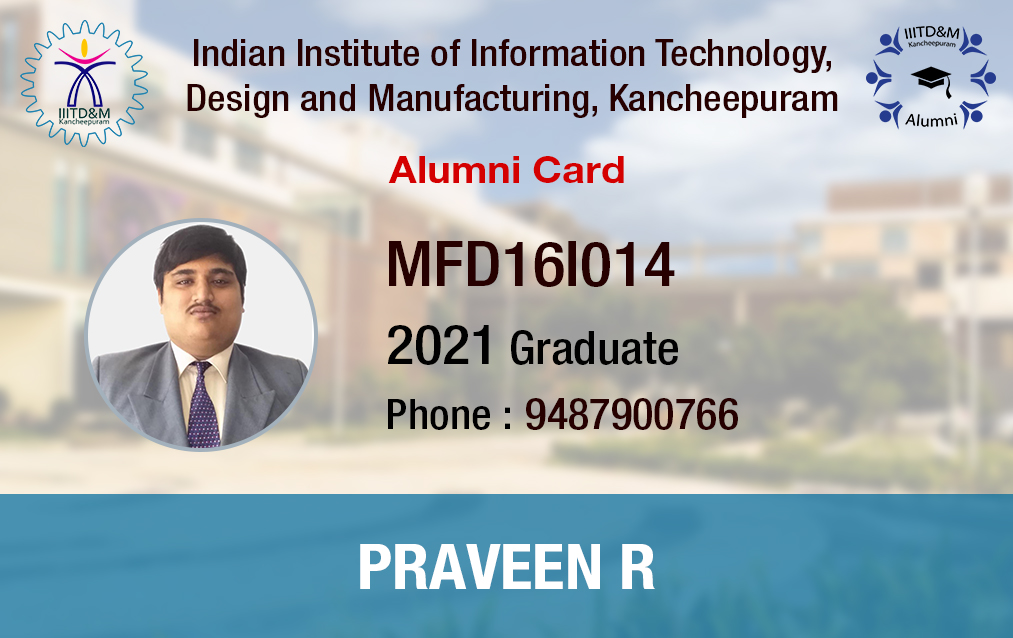 Indian Institute of Information Technology,
Design and Manufacturing, Kancheepuram
IIITD&M
Kancheepuram
IIITD&M
Kancheepuram
Alumni
Alumni Card
MFD16I014
2021 Graduate
Phone : 9487900766
PRAVEEN R